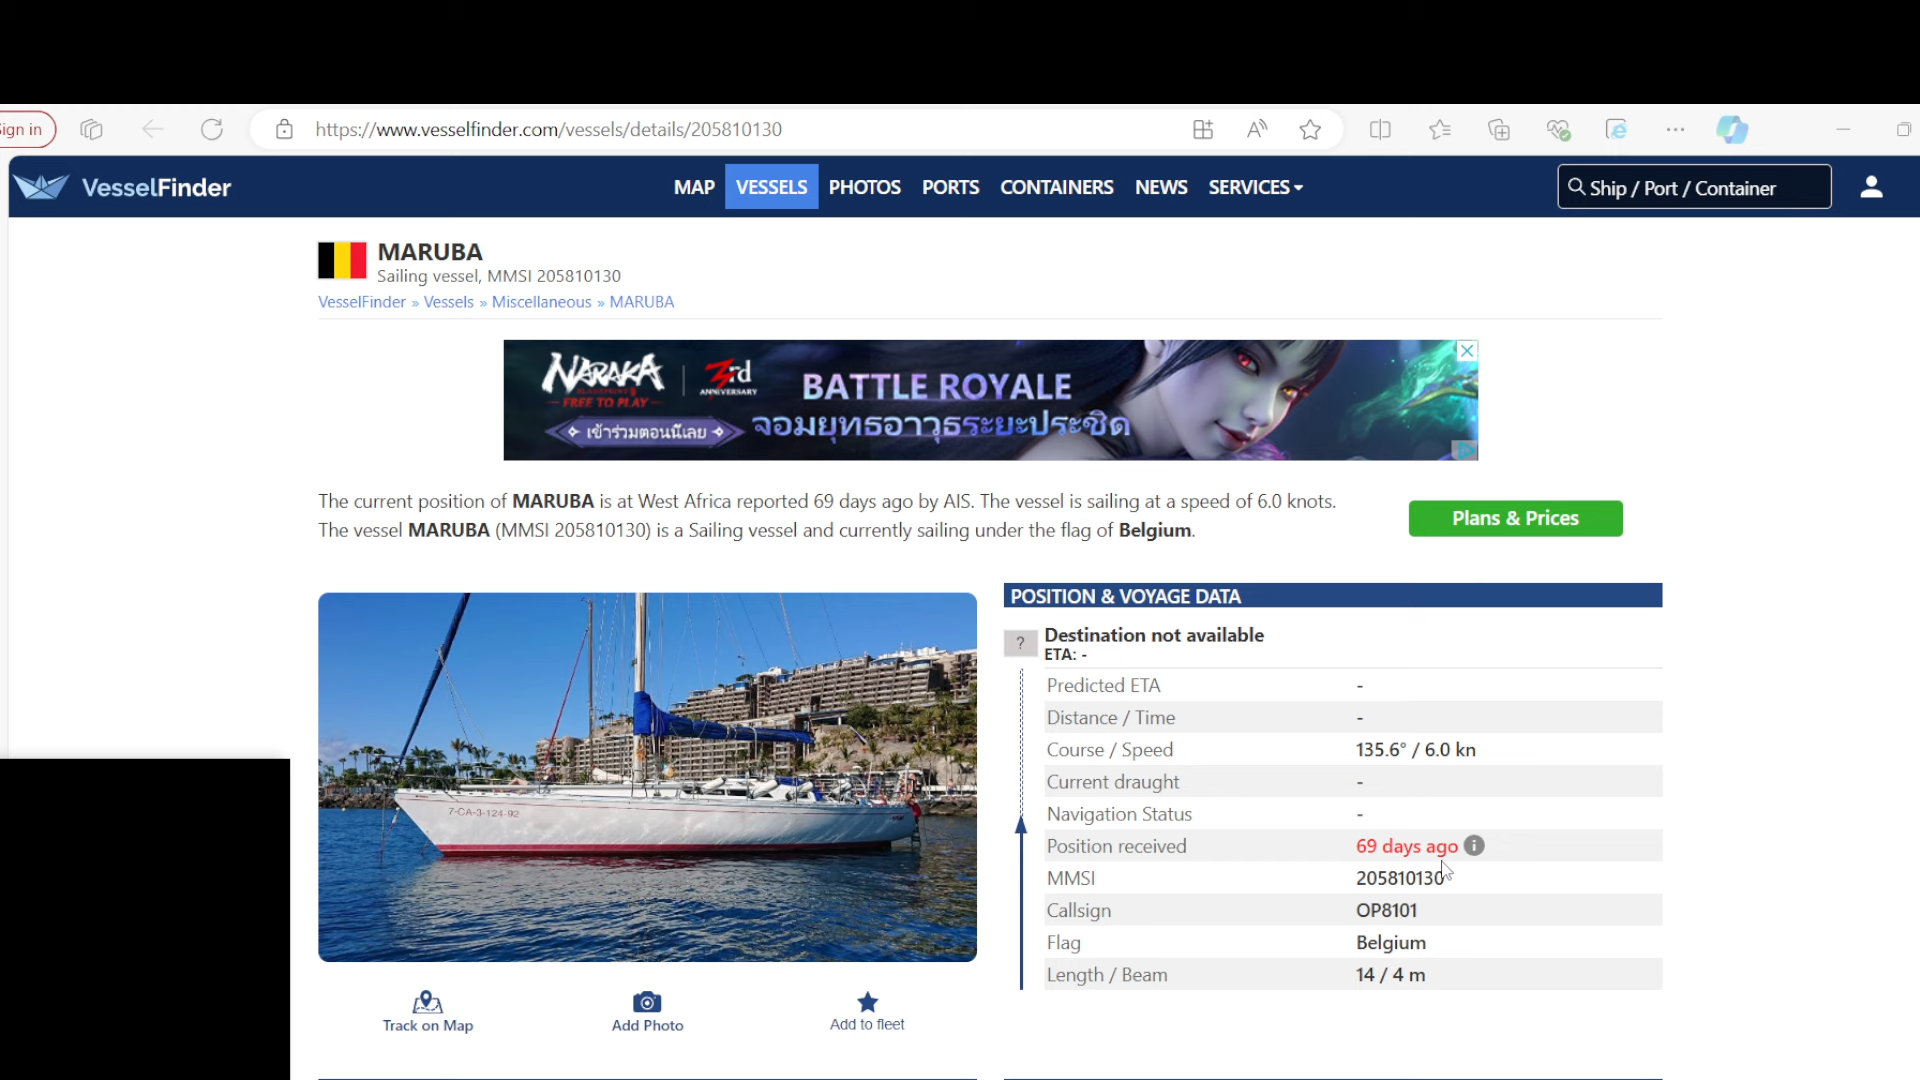 ign in
https://www.vesselfinder.com/vessels/details/205810130
VesselFinder
MAP VESSELS PHOTOS PORTS CONTAINERS NEWS SERVICES
Ship / Port / Container
MARUBA
Sailing vessel, MMSI 205810130
VesselFinder » Vessels » Miscellaneous » MARUBA
NARAKA
FREE TO PLAY
3rd
ANNIVERSARY
BATTLE ROYALE
เข้าร่วมตอนนี้เลย
จอมยุทธอาวุธระยะประชิด
The current position of MARUBA is at West Africa reported 69 days ago by AIS. The vessel is sailing at a speed of 6.0 knots.
The vessel MARUBA (MMSI 205810130) is a Sailing vessel and currently sailing under the flag of Belgium.
Plans & Prices
7-CA-3-124-92
Track on Map
Add Photo
Add to fleet
POSITION & VOYAGE DATA
? Destination not available
ETA: -
Predicted ETA -
Distance / Time -
Course / Speed 135.6° / 6.0 kn
Current draught -
Navigation Status -
Position received 69 days ago i
MMSI 205810130
Callsign OP8101
Flag Belgium
Length / Beam 14 / 4 m